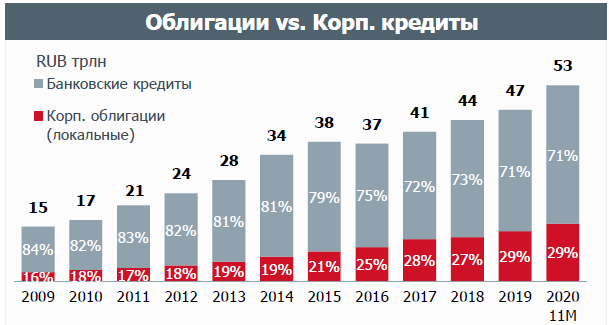 Облигации vs. Корп. кредиты
RUB трлн
Банковские кредиты
Корп. облигации
(локальные)
15 17 21 24 28 34 38 37 41 44 47 53
84% 82% 83% 82% 81% 81% 79% 75% 72% 73% 71% 71%
16% 18% 17% 18% 19% 19% 21% 25% 28% 27% 29% 29%
2009 2010 2011 2012 2013 2014 2015 2016 2017 2018 2019 2020
11М